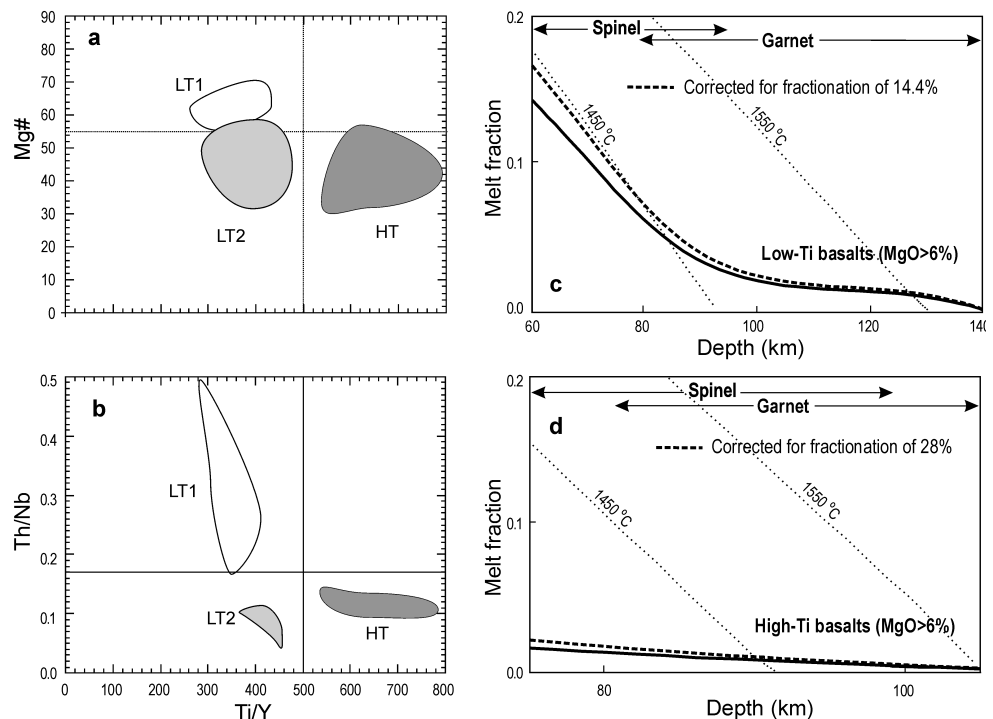 a
90
80
70
60
50
40
30
20
10
0
Mg#
LT1
LT2
HT
b
0.5
0.4
0.3
0.2
0.1
0.0
Th/Nb
LT1
LT2
HT
0 100 200 300 400 500 600 700 800
Ti/Y
0.2
0.1
0.0
Melt fraction
Spinel
Garnet
Corrected for fractionation of 14.4%
1450 ºC
1550 ºC
Low-Ti basalts (MgO>6%)
c
60 80 100 120 140
Depth (km)
0.2
0.1
0.0
Melt fraction
Spinel
Garnet
d
Corrected for fractionation of 28%
1450 ºC
1550 ºC
High-Ti basalts (MgO>6%)
80 100
Depth (km)